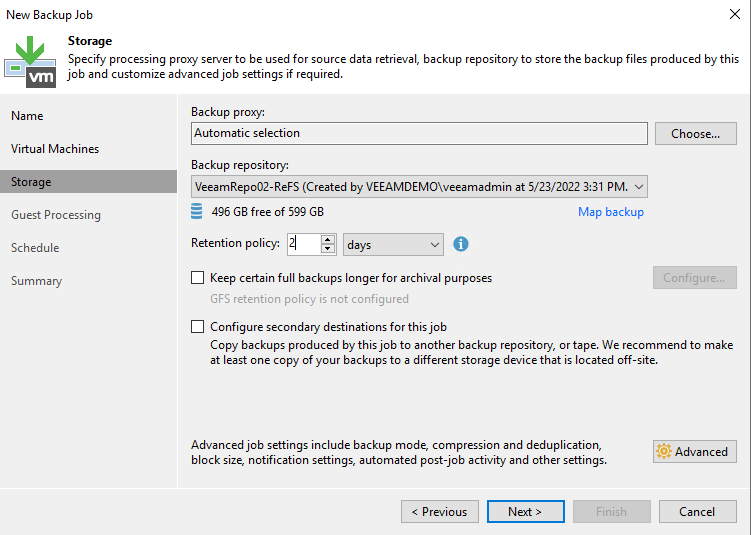 New Backup Job
Storage
Specify processing proxy server to be used for source data retrieval, backup repository to store the backup files produced by this
job and customize advanced job settings if required.
vm
Name
Virtual Machines
Storage
Guest Processing
Schedule
Summary
Backup proxy:
Automatic selection
Choose...
Backup repository:
VeeamRepo02-ReFS (Created by VEEAMDEMO\veeamadmin at 5/23/2022 3:31 PM.
496 GB free of 599 GB
Map backup
Retention policy: 2 days
Keep certain full backups longer for archival purposes
Configure...
GFS retention policy is not configured
Configure secondary destinations for this job
Copy backups produced by this job to another backup repository, or tape. We recommend to make
at least one copy of your backups to a different storage device that is located off-site.
Advanced job settings include backup mode, compression and deduplication,
block size, notification settings, automated post-job activity and other settings.
Advanced
< Previous
Next >
Finish
Cancel